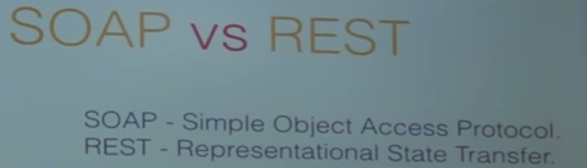 SOAP vs REST
SOAP - Simple Object Access Protocol.
REST - Representational State Transfer.